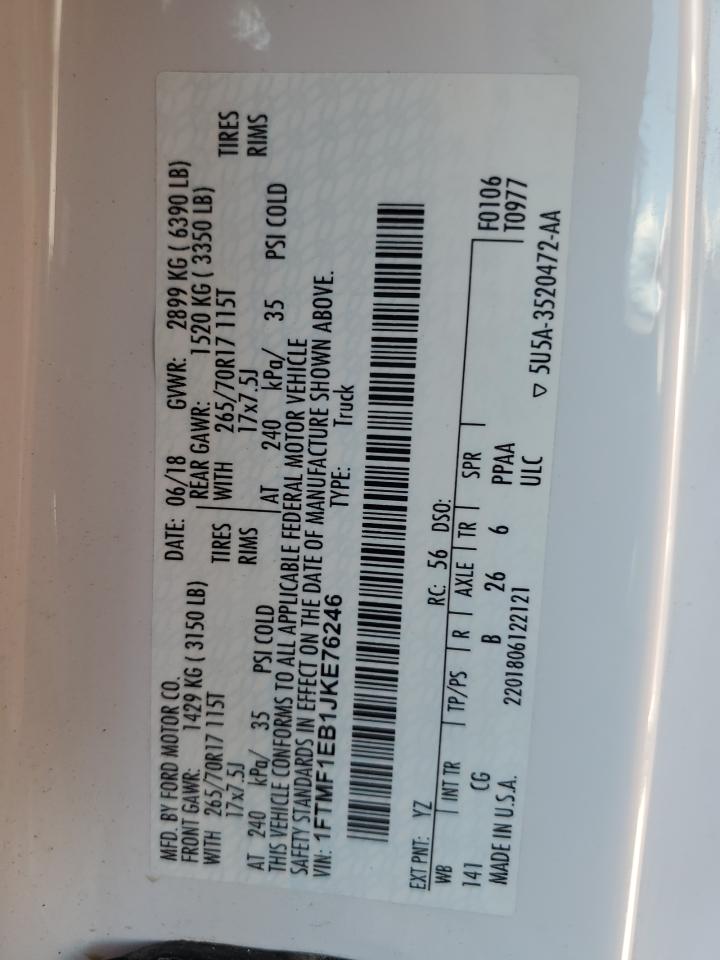 MFD. BY FORD MOTOR CO.
DATE: 06/18 GVWR: 2899 KG ( 6390 LB)
FRONT GAWR: 1429 KG ( 3150 LB)
REAR GAWR: 1520 KG ( 3350 LB)
WITH 265/70R17 115T TIRES
WITH 265/70R17 115T TIRES
17x7.5J RIMS
17x7.5J RIMS
AT 240 kPa/ 35 PSI COLD
AT 240 kPa/ 35 PSI COLD
THIS VEHICLE CONFORMS TO ALL APPLICABLE FEDERAL MOTOR VEHICLE
SAFETY STANDARDS IN EFFECT ON THE DATE OF MANUFACTURE SHOWN ABOVE.
VIN: 1FTMF1EB1JKE76246
TYPE: Truck
EXT PNT: YZ RC: 56 DSO: F0106
WB INT TR TP/PS R AXLE TR SPR T0977
141 CG B 26 6 PPAA
MADE IN U.S.A. 2201806122121 ULC
▽ 5U5A-3520472-AA